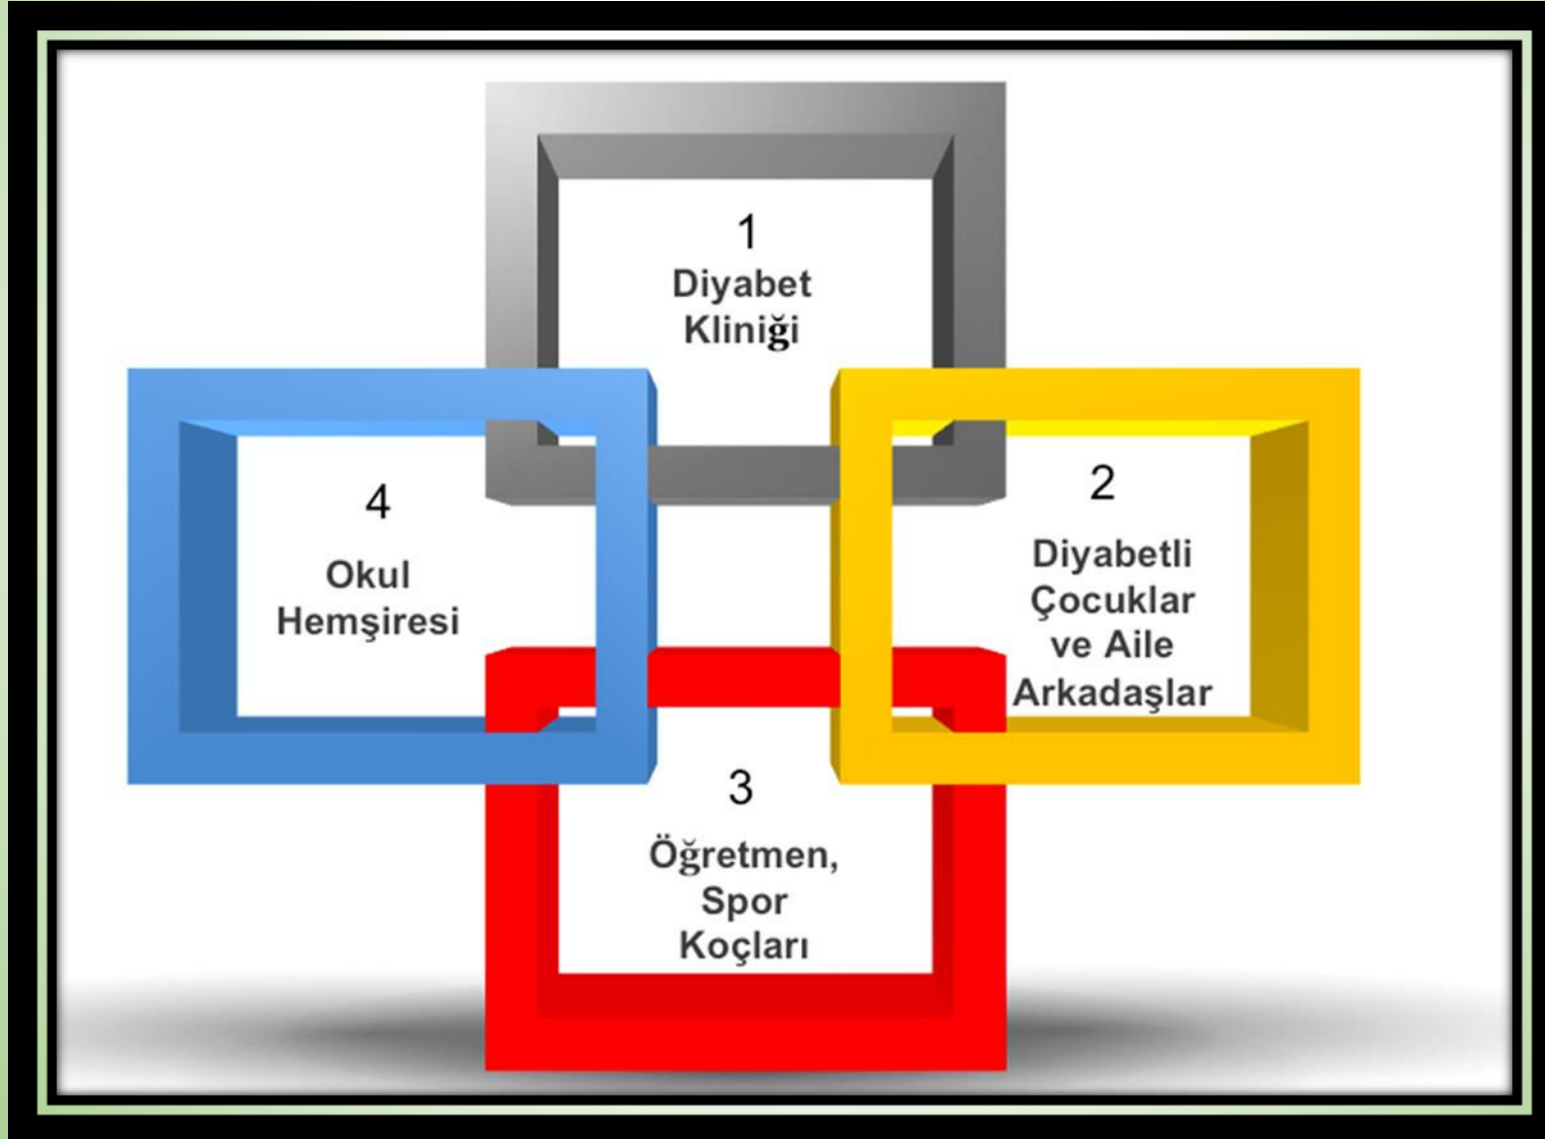 1
Diyabet
Kliniği
2
Diyabetli
Çocuklar
ve Aile
Arkadaşlar
3
Öğretmen,
Spor
Koçları
4
Okul
Hemşiresi